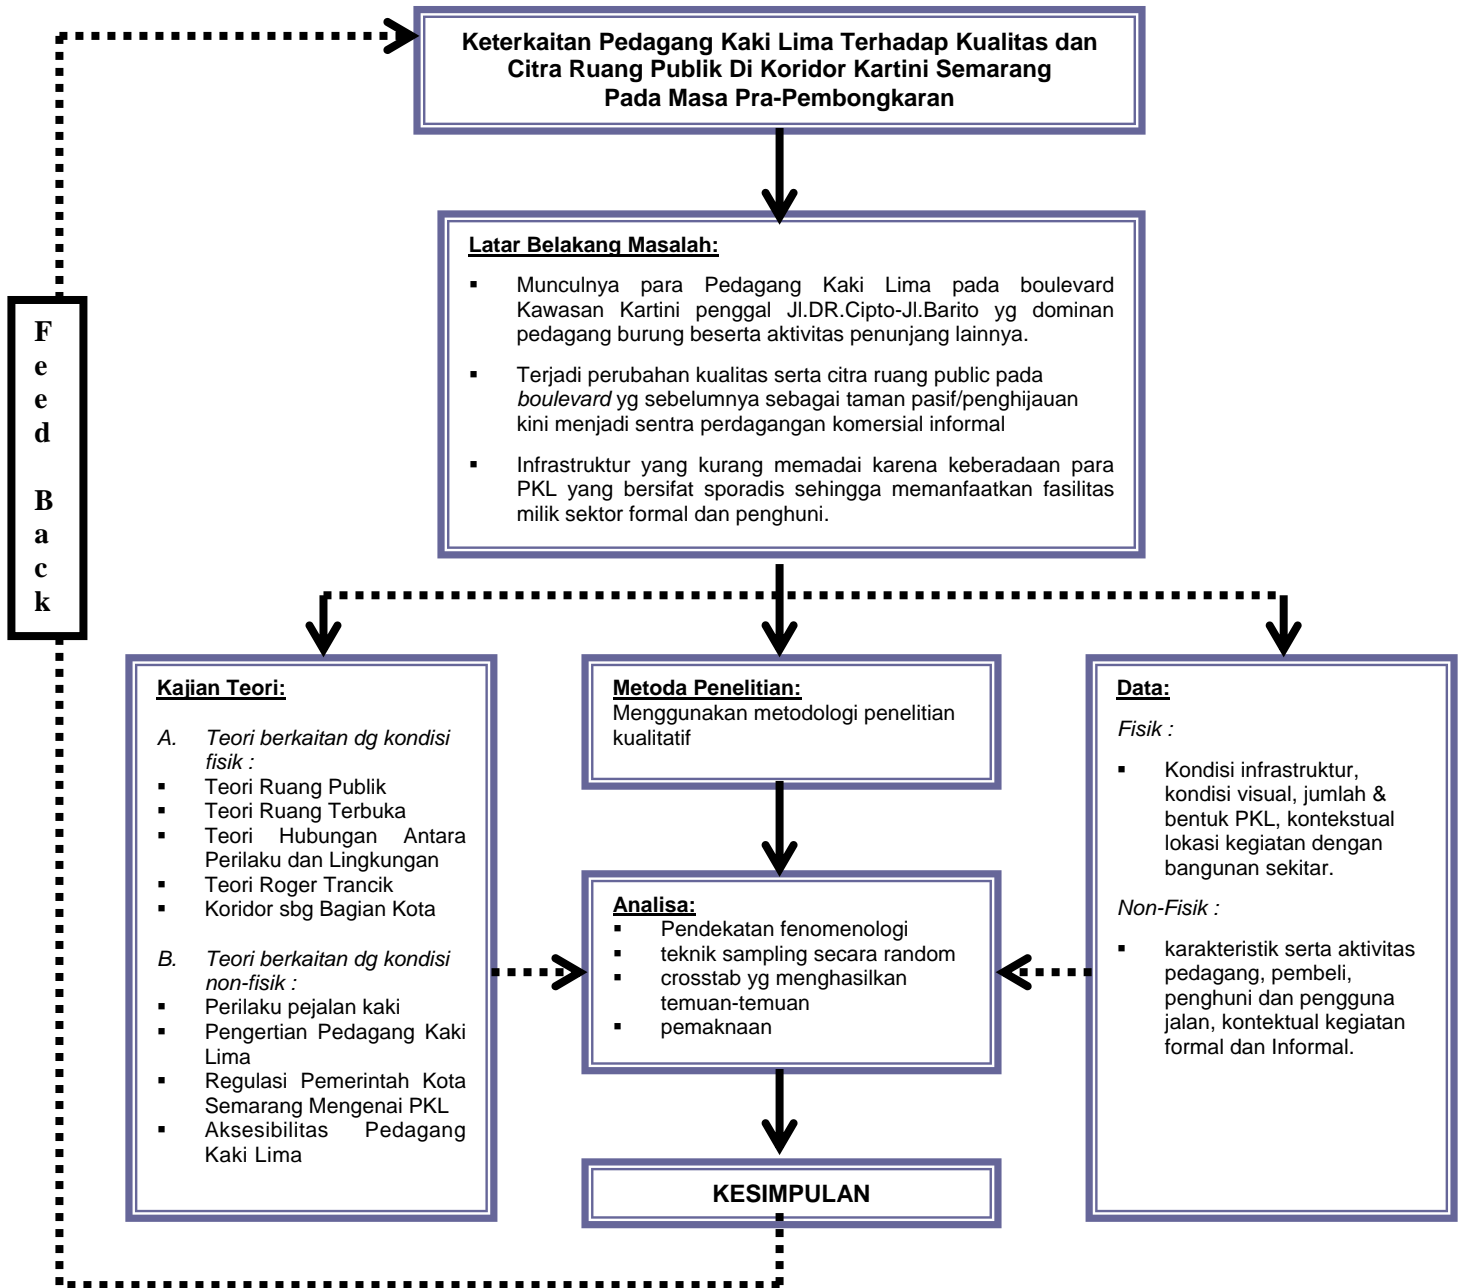 Keterkaitan Pedagang Kaki Lima Terhadap Kualitas dan
Citra Ruang Publik Di Koridor Kartini Semarang
Pada Masa Pra-Pembongkaran
Latar Belakang Masalah:
▪ Munculnya para Pedagang Kaki Lima pada boulevard
Kawasan Kartini penggal Jl.DR.Cipto-Jl.Barito yg dominan
pedagang burung beserta aktivitas penunjang lainnya.
▪ Terjadi perubahan kualitas serta citra ruang public pada
boulevard yg sebelumnya sebagai taman pasif/penghijauan
kini menjadi sentra perdagangan komersial informal
▪ Infrastruktur yang kurang memadai karena keberadaan para
PKL yang bersifat sporadis sehingga memanfaatkan fasilitas
milik sektor formal dan penghuni.
F
e
e
d
B
a
c
k
Kajian Teori:
A. Teori berkaitan dg kondisi
fisik :
▪ Teori Ruang Publik
▪ Teori Ruang Terbuka
▪ Teori Hubungan Antara
Perilaku dan Lingkungan
▪ Teori Roger Trancik
▪ Koridor sbg Bagian Kota
B. Teori berkaitan dg kondisi
non-fisik :
▪ Perilaku pejalan kaki
▪ Pengertian Pedagang Kaki
Lima
▪ Regulasi Pemerintah Kota
Semarang Mengenai PKL
▪ Aksesibilitas Pedagang
Kaki Lima
Metoda Penelitian:
Menggunakan metodologi penelitian
kualitatif
Analisa:
▪ Pendekatan fenomenologi
▪ teknik sampling secara random
▪ crosstab yg menghasilkan
temuan-temuan
▪ pemaknaan
KESIMPULAN
Data:
Fisik :
▪ Kondisi infrastruktur,
kondisi visual, jumlah &
bentuk PKL, kontekstual
lokasi kegiatan dengan
bangunan sekitar.
Non-Fisik :
▪ karakteristik serta aktivitas
pedagang, pembeli,
penghuni dan pengguna
jalan, kontektual kegiatan
formal dan Informal.